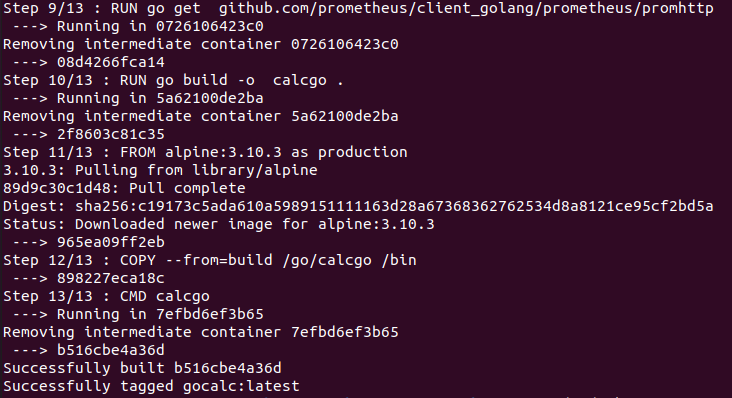 Step 9/13 : RUN go get  github.com/prometheus/client_golang/prometheus/promhttp
 ---> Running in 0726106423c0
Removing intermediate container 0726106423c0
 ---> 08d4266fca14
Step 10/13 : RUN go build -o  calcgo .
 ---> Running in 5a62100de2ba
Removing intermediate container 5a62100de2ba
 ---> 2f8603c81c35
Step 11/13 : FROM alpine:3.10.3 as production
3.10.3: Pulling from library/alpine
89d9c30c1d48: Pull complete
Digest: sha256:c19173c5ada610a5989151111163d28a67368362762534d8a8121ce95cf2bd5a
Status: Downloaded newer image for alpine:3.10.3
 ---> 965ea09ff2eb
Step 12/13 : COPY --from=build /go/calcgo /bin
 ---> 898227eca18c
Step 13/13 : CMD calcgo
 ---> Running in 7efbd6ef3b65
Removing intermediate container 7efbd6ef3b65
 ---> b516cbe4a36d
Successfully built b516cbe4a36d
Successfully tagged gocalc:latest